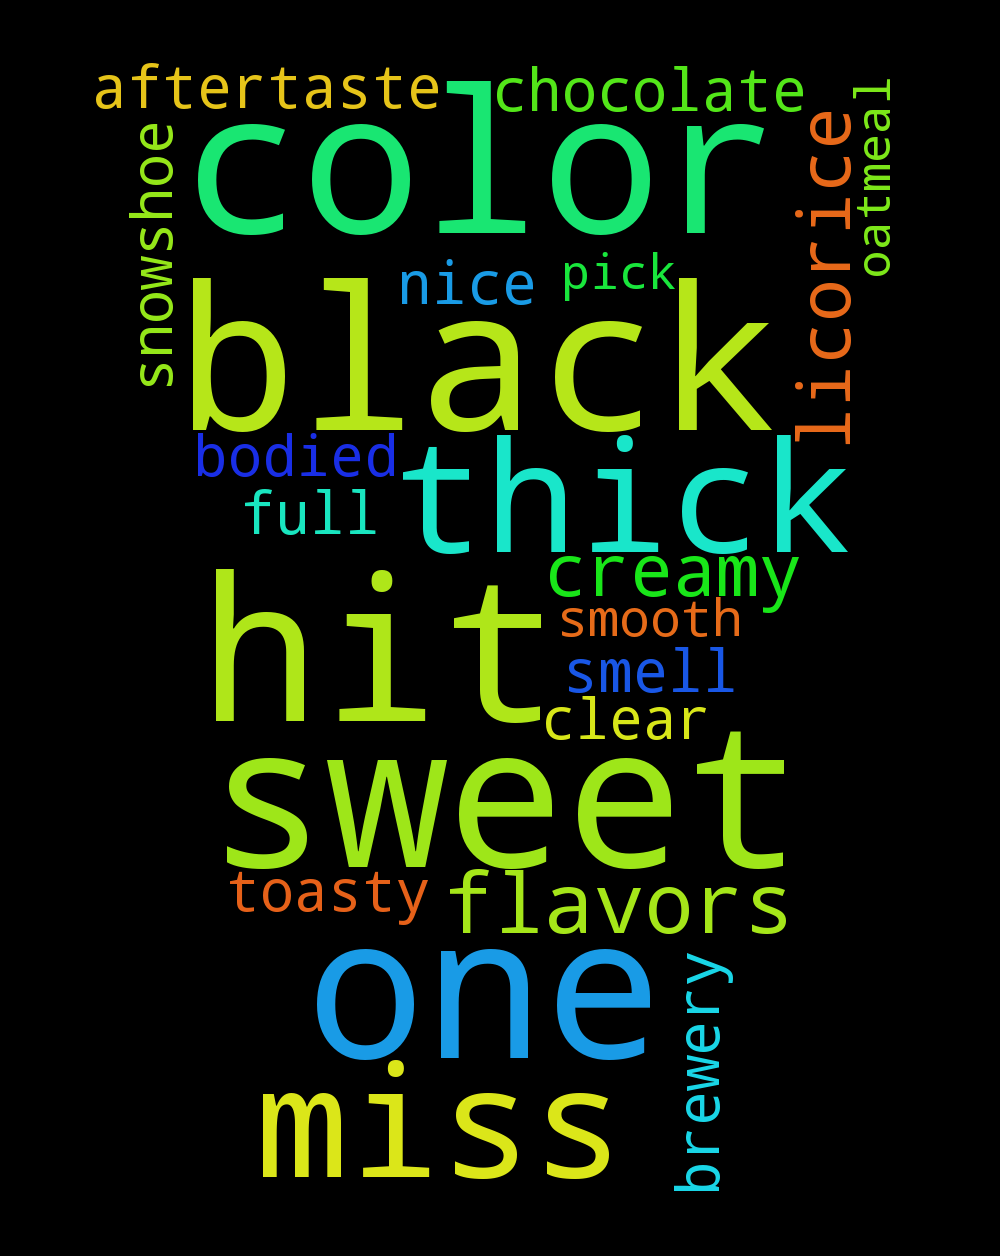 aftertaste
chocolate
oatmeal
color
licorice
snowshoe
nice
pick
black
bodied
thick
full
creamy
hit
smooth
smell
clear
sweet
toasty
flavors
one
brewery
miss